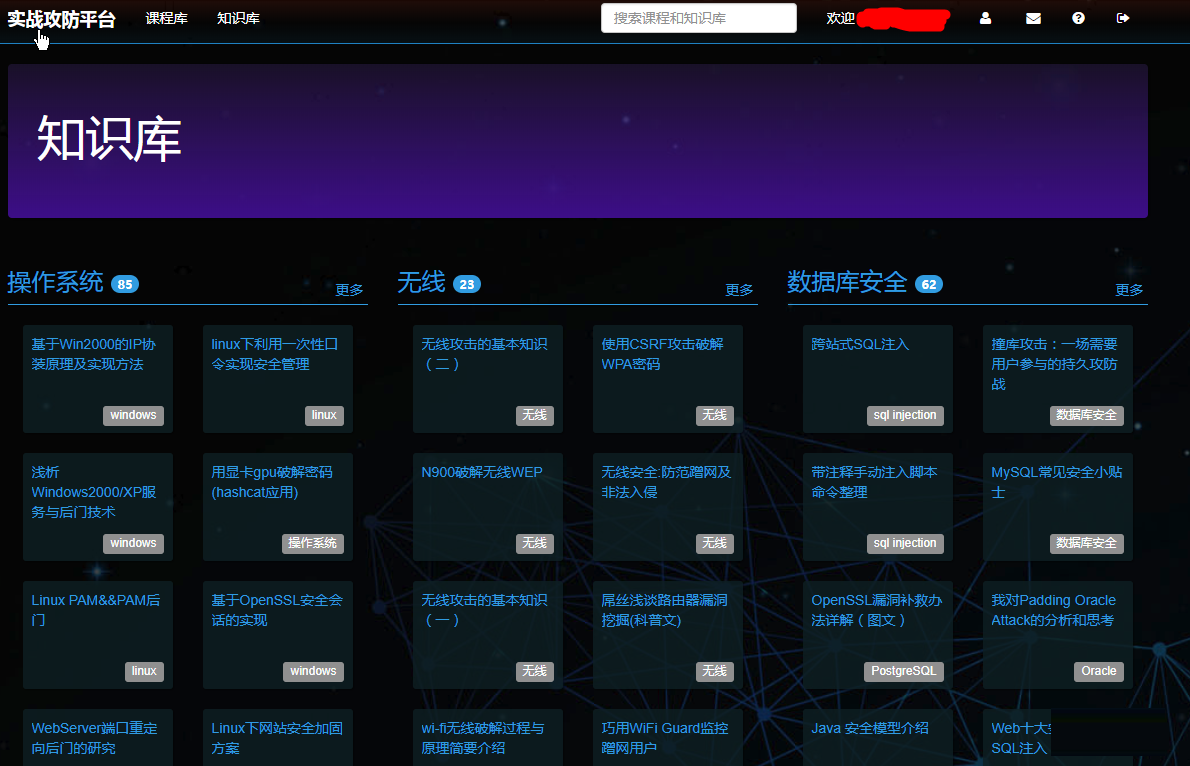 实战攻防平台 课程库 知识库 搜索课程和知识库 欢迎
知识库
操作系统 85 更多
基于Win2000的IP协
装原理及实现方法
windows
linux下利用一次性口
令实现安全管理
linux
浅析
Windows2000/XP服
务与后门技术
windows
用显卡gpu破解密码
(hashcat应用)
操作系统
Linux PAM&&PAM后
门
linux
基于OpenSSL安全会
话的实现
windows
WebServer端口重定
向后门的研究
Linux下网站安全加固
方案
无线 23 更多
无线攻击的基本知识
（二）
无线
使用CSRF攻击破解
WPA密码
无线
N900破解无线WEP
无线
无线安全:防范蹭网及
非法入侵
无线
无线攻击的基本知识
（一）
无线
屌丝浅谈路由器漏洞
挖掘(科普文)
无线
wi-fi无线破解过程与
原理简要介绍
巧用WiFi Guard监控
蹭网用户
数据库安全 62 更多
跨站式SQL注入
sql injection
撞库攻击：一场需要
用户参与的持久攻防
战
数据库安全
带注释手动注入脚本
命令整理
sql injection
MySQL常见安全小贴
士
数据库安全
OpenSSL漏洞补救办
法详解（图文）
PostgreSQL
我对Padding Oracle
Attack的分析和思考
Oracle
Java 安全模型介绍
Web十大
SQL注入